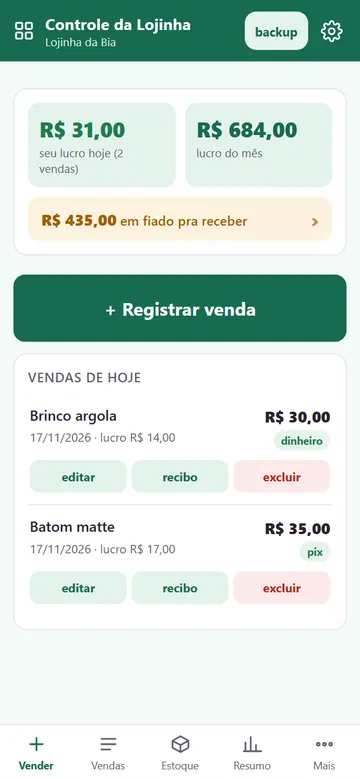 Controle da Lojinha
Lojinha da Bia
backup
R$ 31,00
seu lucro hoje (2
vendas)
R$ 684,00
lucro do mês
R$ 435,00 em fiado pra receber
+ Registrar venda
VENDAS DE HOJE
Brinco argola
R$ 30,00
17/11/2026 · lucro R$ 14,00
dinheiro
editar
recibo
excluir
Batom matte
R$ 35,00
17/11/2026 · lucro R$ 17,00
pix
editar
recibo
excluir
Vender
Vendas
Estoque
Resumo
Mais